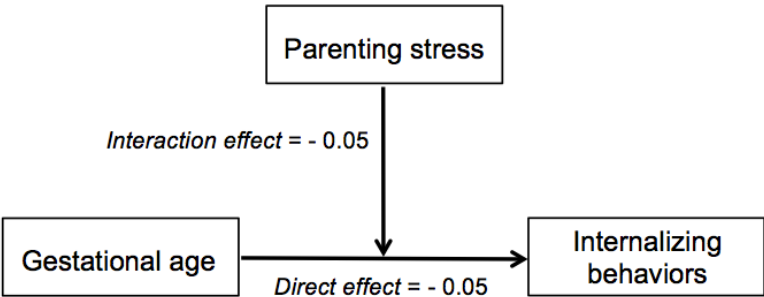 Parenting stress
Interaction effect = - 0.05
Gestational age
Direct effect = - 0.05
Internalizing
behaviors